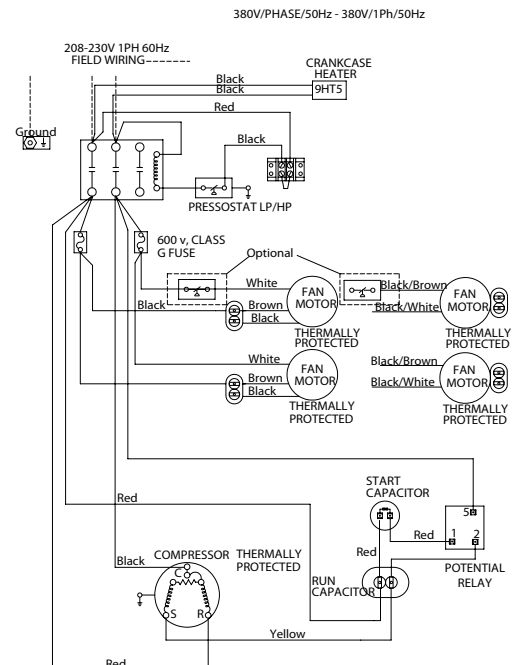 380V/PHASE/50Hz - 380V/1Ph/50Hz
208-230V 1PH 60Hz
FIELD WIRING
CRANKCASE
HEATER
9HT5
Black
Black
Red
Ground
Black
PRESSOSTAT LP/HP
600 v, CLASS
G FUSE
Optional
White
Black
Brown
Black
FAN
MOTOR
THERMALLY
PROTECTED
Black/Brown
Black/White
FAN
MOTOR
THERMALLY
PROTECTED
White
Brown
Black
FAN
MOTOR
THERMALLY
PROTECTED
Black/Brown
Black/White
FAN
MOTOR
THERMALLY
PROTECTED
START
CAPACITOR
Red
5
1
2
Red
Red
POTENTIAL
RELAY
Black
COMPRESSOR
THERMALLY
PROTECTED
C
S
R
RUN
CAPACITOR
Yellow
Red